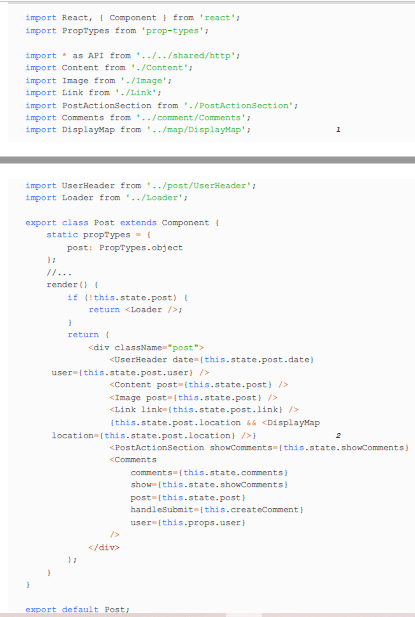 import React, { Component } from 'react';
import PropTypes from 'prop-types';
import * as API from '../../shared/http';
import Content from './Content';
import Image from './Image';
import Link from './Link';
import PostActionSection from './PostActionSection';
import Comments from '../comment/Comments';
import DisplayMap from '../map/DisplayMap'; 1
import UserHeader from '../post/UserHeader';
import Loader from '../Loader';
export class Post extends Component {
static propTypes = {
post: PropTypes.object
};
//...
render() {
if (!this.state.post) {
return <Loader />;
}
return (
<div className="post">
<UserHeader date={this.state.post.date}
user={this.state.post.user} />
<Content post={this.state.post} />
<Image post={this.state.post} />
<Link link={this.state.post.link} />
{this.state.post.location && <DisplayMap
location={this.state.post.location} />} 2
<PostActionSection showComments={this.state.showComments}
<Comments
comments={this.state.comments}
show={this.state.showComments}
post={this.state.post}
handleSubmit={this.createComment}
user={this.props.user}
/>
</div>
);
}
}
export default Post;